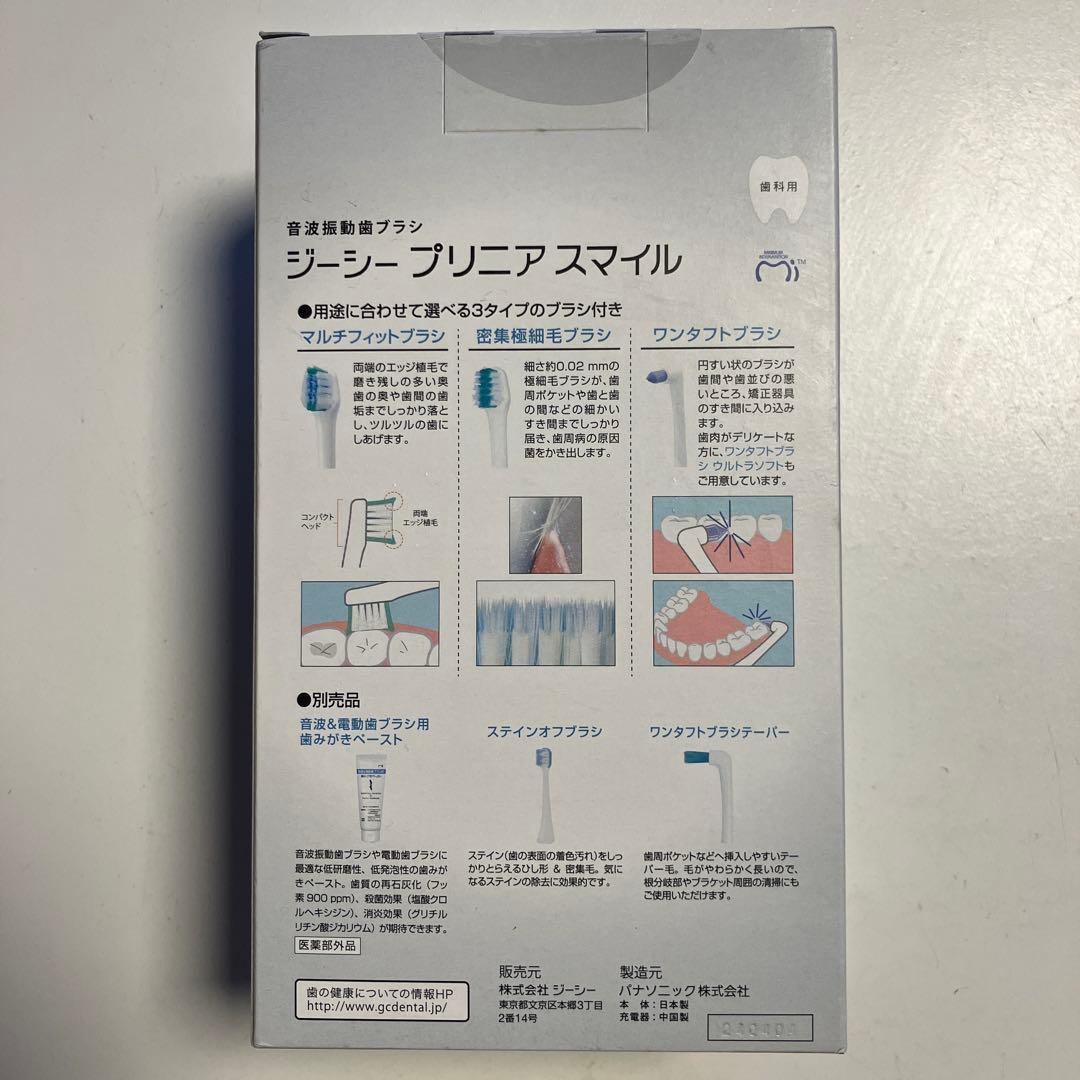 歯科用
音波振動歯ブラシ
ジーシー プリニア スマイル
MINIMUM
INTERVENTION
TM
●用途に合わせて選べる3タイプのブラシ付き
マルチフィットブラシ
両端のエッジ植毛で
磨き残しの多い奥
歯の奥や歯間の歯
垢までしっかり落と
し、ツルツルの歯に
しあげます。
コンパクト
ヘッド
両端
エッジ植毛
密集極細毛ブラシ
細さ約0.02 mmの
極細毛ブラシが、歯
周ポケットや歯と歯
の間などの細かい
すき間までしっかり
届き、歯周病の原因
菌をかき出します。
ワンタフトブラシ
円すい状のブラシが
歯間や歯並びの悪
いところ、矯正器具
のすき間に入り込み
ます。
歯肉がデリケートな
方に、ワンタフトブラ
シ ウルトラソフトも
ご用意しています。
●別売品
音波&電動歯ブラシ用
歯みがきペースト
音波振動歯ブラシや電動歯ブラシに
最適な低研磨性、低発泡性の歯みが
きペースト。歯質の再石灰化（フッ
素 900 ppm）、殺菌効果（塩酸クロ
ルヘキシジン）、消炎効果（グリチル
リチン酸ジカリウム）が期待できます。
医薬部外品
ステインオフブラシ
ステイン（歯の表面の着色汚れ）をしっ
かりとらえるひし形 & 密集毛。気に
なるステインの除去に効果的です。
ワンタフトブラシテーパー
歯周ポケットなどへ挿入しやすいテー
パー毛。毛がやわらかく長いので、
根分岐部やブラケット周囲の清掃にも
ご使用いただけます。
歯の健康についての情報HP
http://www.gcdental.jp/
販売元
株式会社 ジーシー
東京都文京区本郷3丁目
2番14号
製造元
パナソニック株式会社
本 体：日本製
充電器：中国製